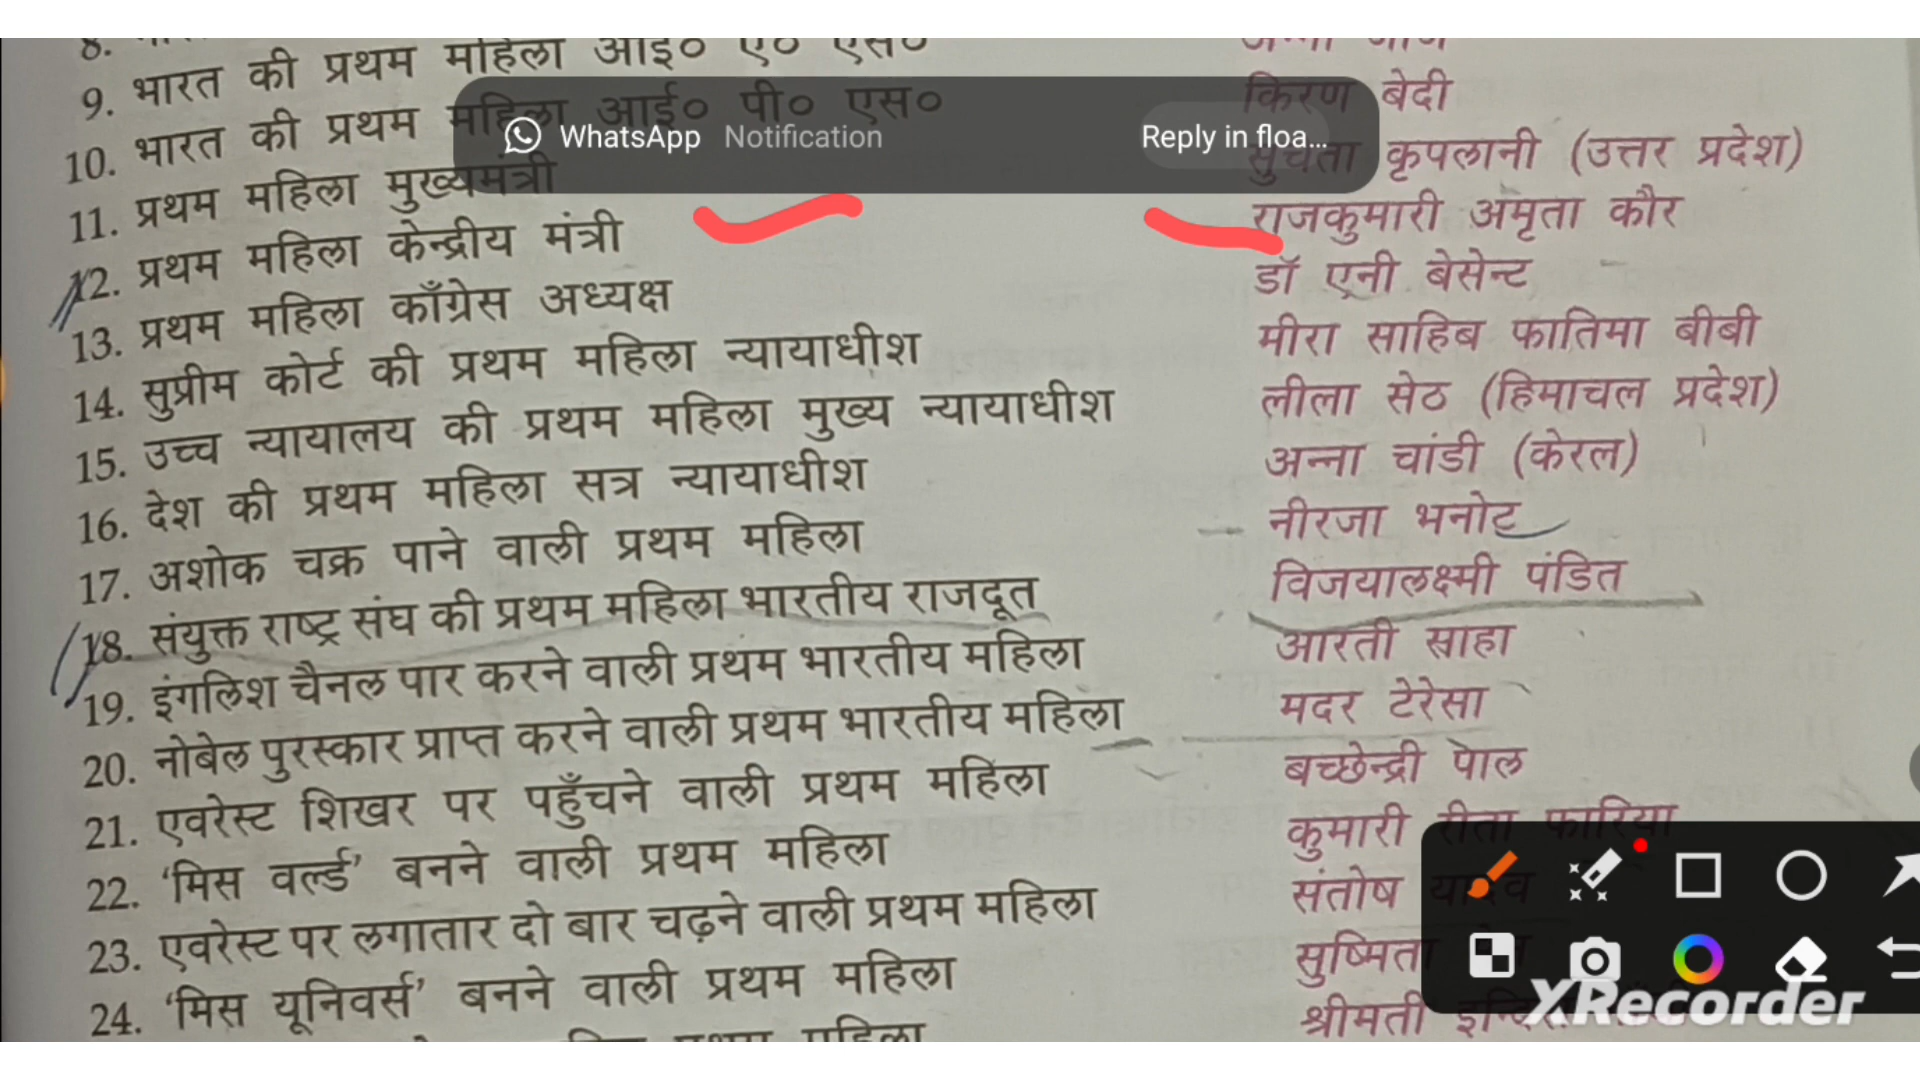 9. भारत की प्रथम महिला आई० ए० एस०
10. भारत की प्रथम महिला आई० पी० एस० किरण बेदी
WhatsApp Notification Reply in floa...
11. प्रथम महिला मुख्यमंत्री सुचेता कृपलानी (उत्तर प्रदेश)
12. प्रथम महिला केन्द्रीय मंत्री राजकुमारी अमृता कौर
13. प्रथम महिला काँग्रेस अध्यक्ष डॉ एनी बेसेन्ट
14. सुप्रीम कोर्ट की प्रथम महिला न्यायाधीश मीरा साहिब फातिमा बीबी
15. उच्च न्यायालय की प्रथम महिला मुख्य न्यायाधीश लीला सेठ (हिमाचल प्रदेश)
16. देश की प्रथम महिला सत्र न्यायाधीश अन्ना चांडी (केरल)
17. अशोक चक्र पाने वाली प्रथम महिला नीरजा भनोट
18. संयुक्त राष्ट्र संघ की प्रथम महिला भारतीय राजदूत विजयालक्ष्मी पंडित
19. इंगलिश चैनल पार करने वाली प्रथम भारतीय महिला आरती साहा
20. नोबेल पुरस्कार प्राप्त करने वाली प्रथम भारतीय महिला मदर टेरेसा
21. एवरेस्ट शिखर पर पहुँचने वाली प्रथम महिला बच्छेन्द्री पाल
22. 'मिस वर्ल्ड' बनने वाली प्रथम महिला कुमारी रीता फारिया
23. एवरेस्ट पर लगातार दो बार चढ़ने वाली प्रथम महिला संतोष यादव
24. 'मिस यूनिवर्स' बनने वाली प्रथम महिला सुष्मिता
श्रीमती
XRecorder